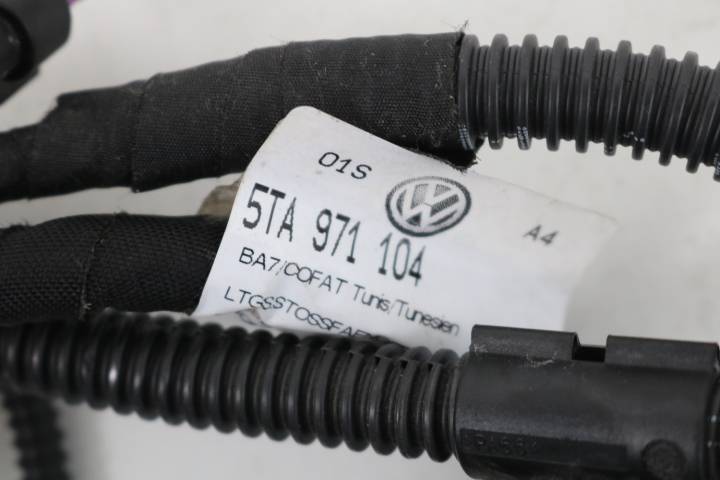 01S
5TA 971 104
A4
BA7/COFAT Tunis/Tunesien